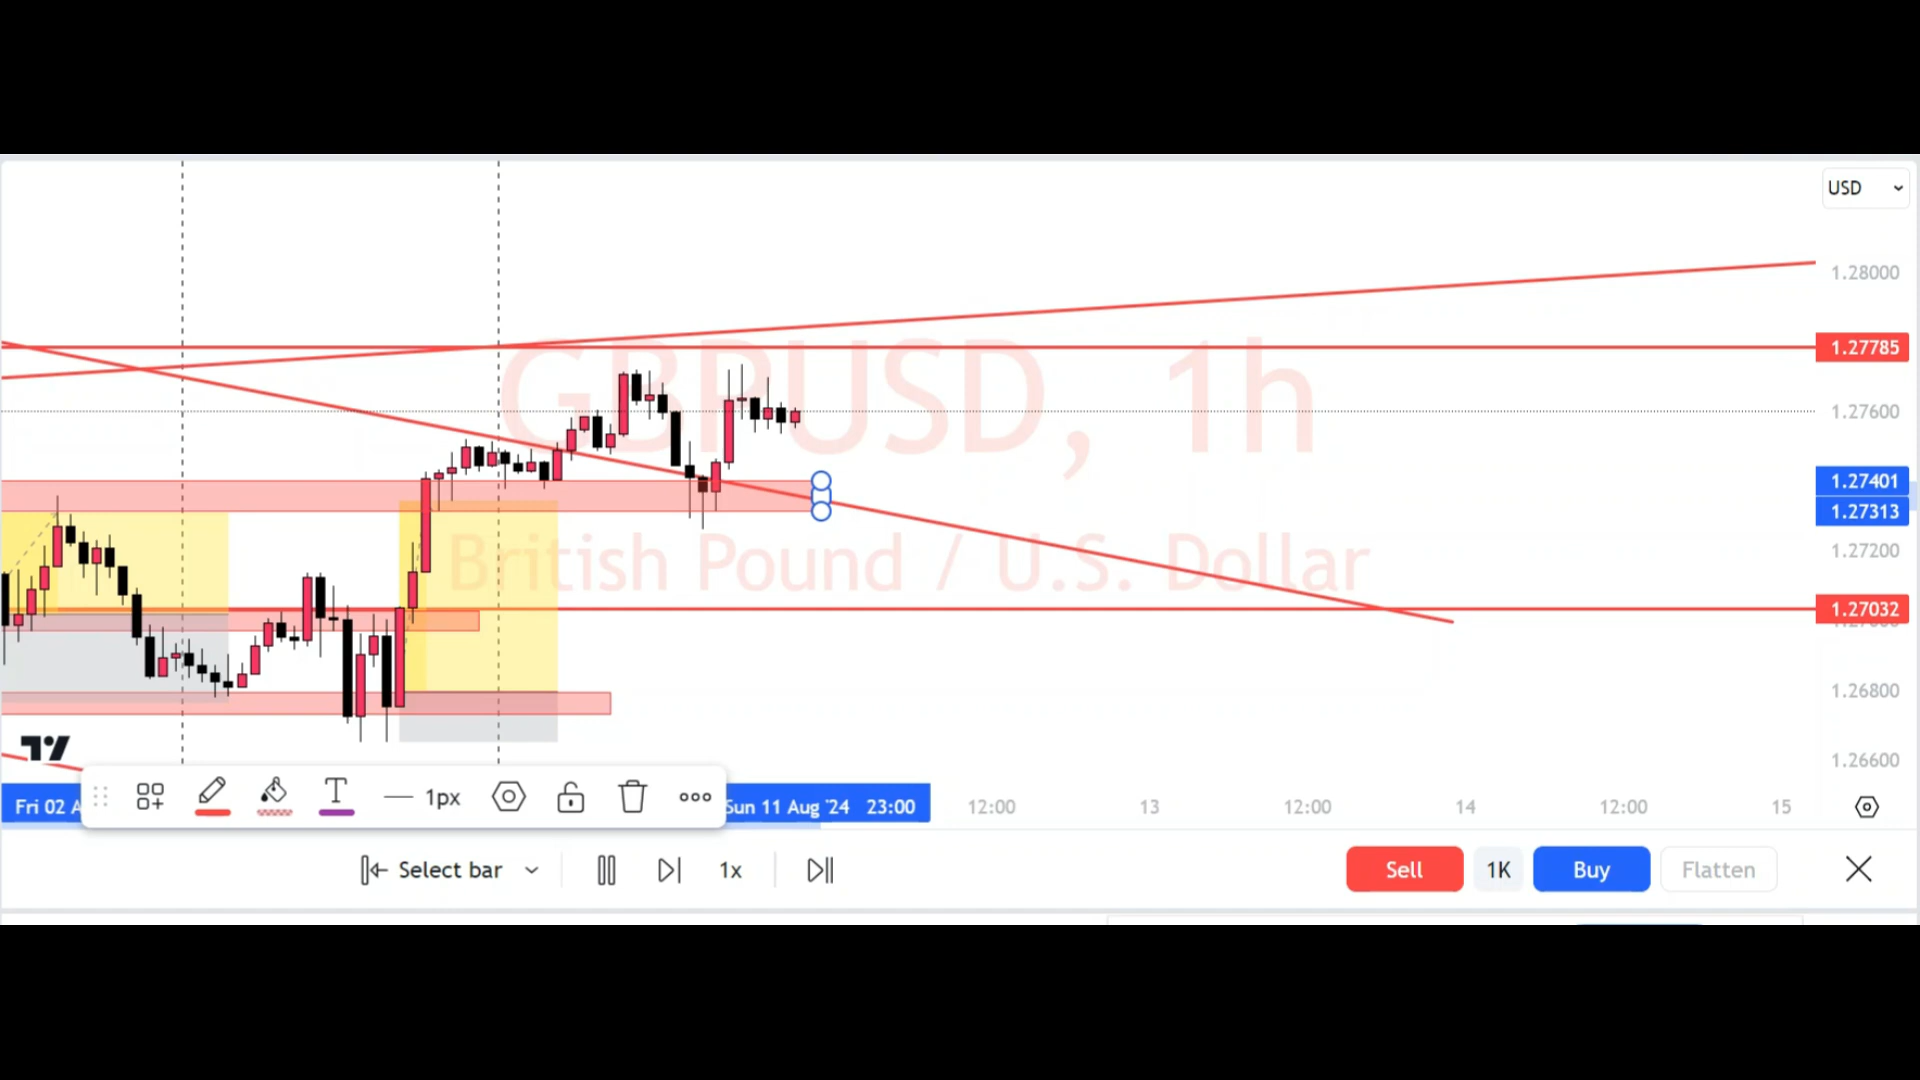 USD
1.28000
GBPUSD, 1h
1.27785
1.27600
1.27401
1.27313
British Pound / U.S. Dollar
1.27200
1.27032
1.26800
1.26600
T
1px
Fri 02 A
Sun 11 Aug '24 23:00
12:00
13
12:00
14
12:00
15
Select bar
1x
Sell
1K
Buy
Flatten